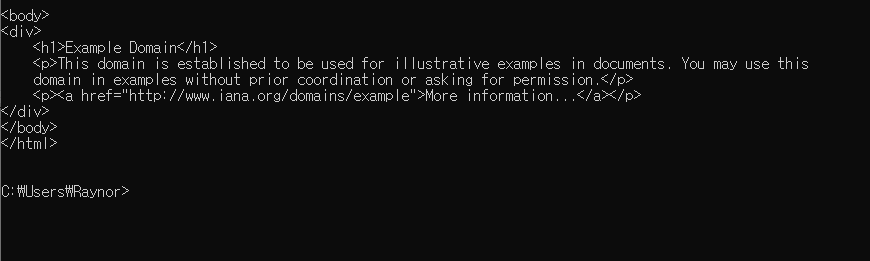 <body>
<div>
    <h1>Example Domain</h1>
    <p>This domain is established to be used for illustrative examples in documents. You may use this
    domain in examples without prior coordination or asking for permission.</p>
    <p><a href="http://www.iana.org/domains/example">More information...</a></p>
</div>
</body>
</html>
C:₩Users₩Raynor>